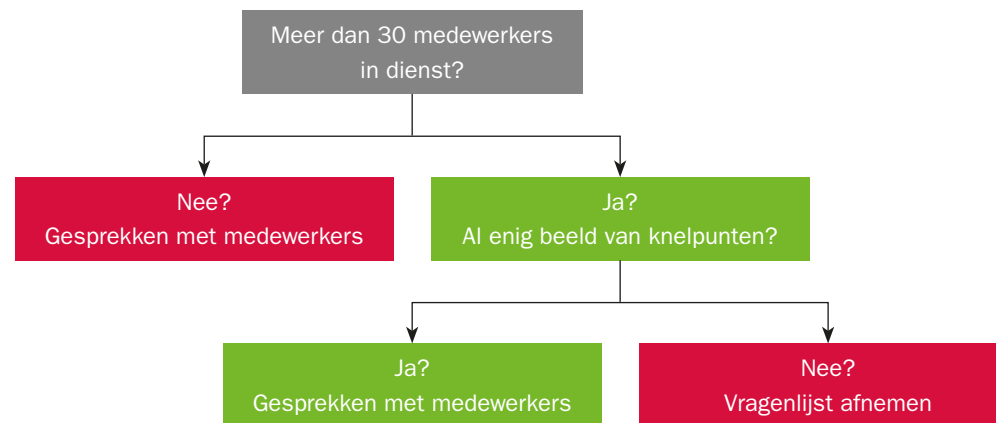 Meer dan 30 medewerkers
in dienst?
Nee?
Gesprekken met medewerkers
Ja?
Al enig beeld van knelpunten?
Ja?
Gesprekken met medewerkers
Nee?
Vragenlijst afnemen